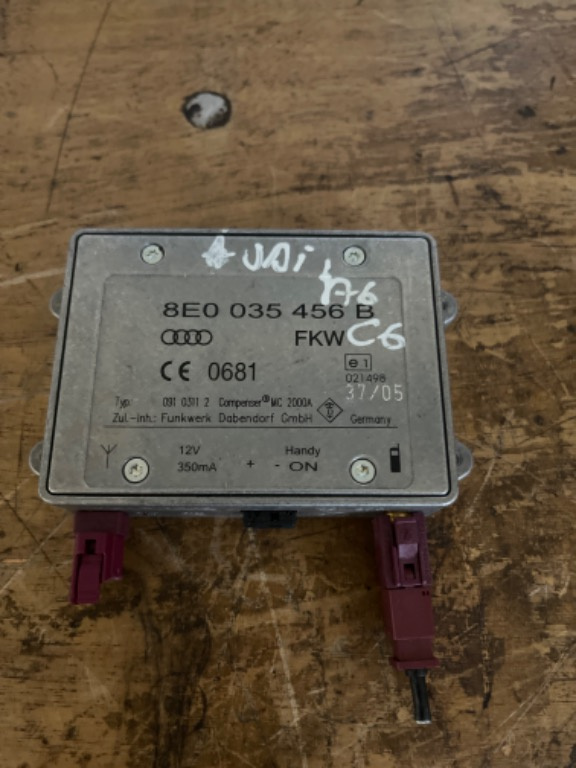 AUDI
A6
8E0 035 456 B
FKW C6
CE 0681
e1
021498
37/05
Typ: 091 0311 2 Compenser® MC 2000A
Zul.-Inh.: Funkwerk Dabendorf GmbH Germany
12V Handy
350mA + - ON